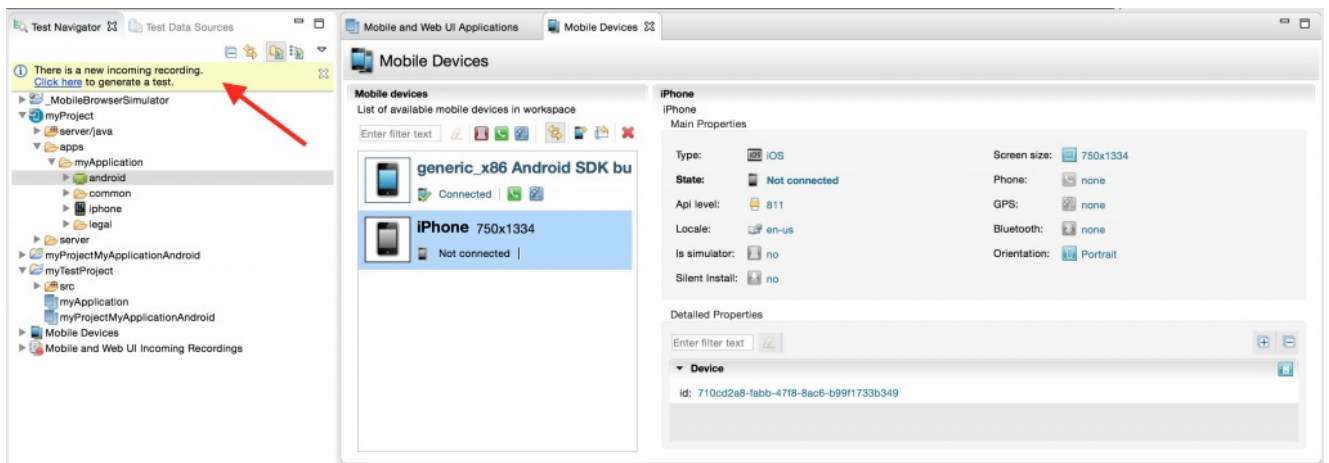 Test Navigator
Test Data Sources
There is a new incoming recording.
Click here to generate a test.
_MobileBrowserSimulator
myProject
server/java
apps
myApplication
android
common
iphone
legal
server
myProjectMyApplicationAndroid
myTestProject
src
myApplication
myProjectMyApplicationAndroid
Mobile Devices
Mobile and Web UI Incoming Recordings
Mobile and Web UI Applications
Mobile Devices
Mobile Devices
Mobile devices
List of available mobile devices in workspace
Enter filter text
generic_x86 Android SDK bu
Connected
iPhone 750x1334
Not connected
iPhone
iPhone
Main Properties
Type: iOS
Screen size: 750x1334
State: Not connected
Phone: none
Api level: 811
GPS: none
Locale: en-us
Bluetooth: none
Is simulator: no
Orientation: Portrait
Silent Install: no
Detailed Properties
Enter filter text
Device
id: 710cd2a8-fabb-47f8-8ac6-b99f1733b349